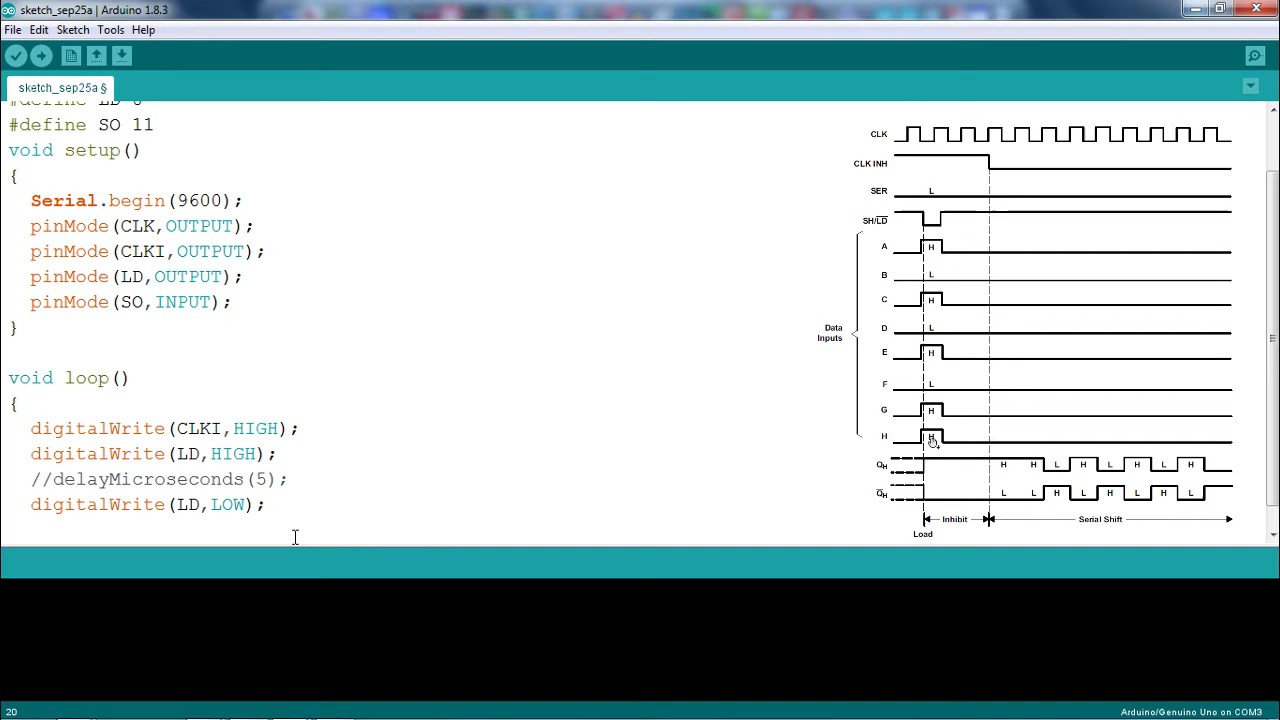 sketch_sep25a | Arduino 1.8.3
File Edit Sketch Tools Help
sketch_sep25a §
#define SO 11
void setup()
{
Serial.begin(9600);
pinMode(CLK,OUTPUT);
pinMode(CLKI,OUTPUT);
pinMode(LD,OUTPUT);
pinMode(SO,INPUT);
}
void loop()
{
digitalWrite(CLKI,HIGH);
digitalWrite(LD,HIGH);
//delayMicroseconds(5);
digitalWrite(LD,LOW);
CLK
CLK INH
SER L
SH/LD
A H
B L
C H
Data
Inputs
D L
E H
F L
G H
H H
QH H H L H L H L H
QH L L H L H L H L
Inhibit Serial Shift
Load
20
Arduino/Genuino Uno on COM3